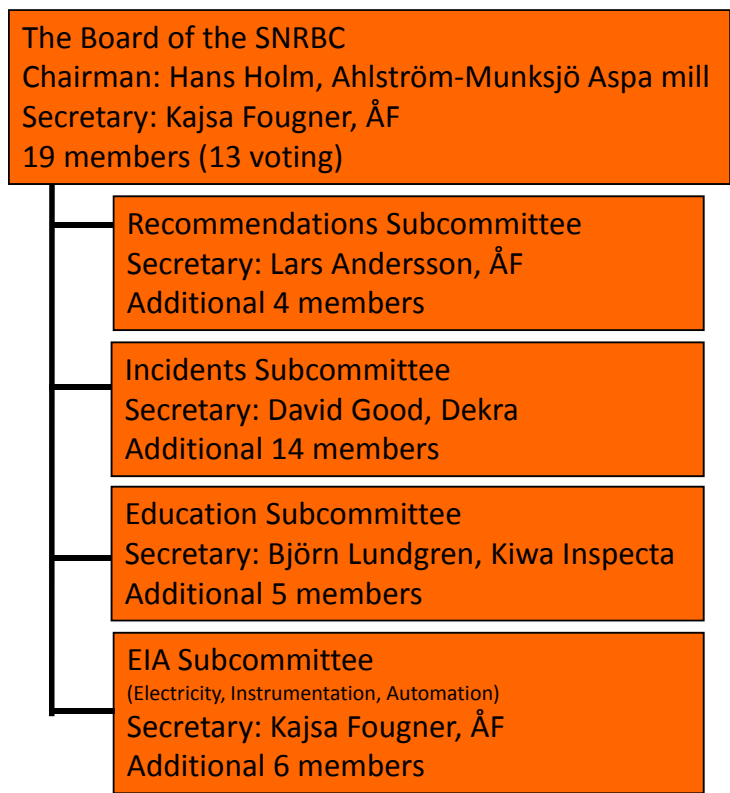 The Board of the SNRBC
Chairman: Hans Holm, Ahlström-Munksjö Aspa mill
Secretary: Kajsa Fougner, ÅF
19 members (13 voting)
Recommendations Subcommittee
Secretary: Lars Andersson, ÅF
Additional 4 members
Incidents Subcommittee
Secretary: David Good, Dekra
Additional 14 members
Education Subcommittee
Secretary: Björn Lundgren, Kiwa Inspecta
Additional 5 members
EIA Subcommittee
(Electricity, Instrumentation, Automation)
Secretary: Kajsa Fougner, ÅF
Additional 6 members